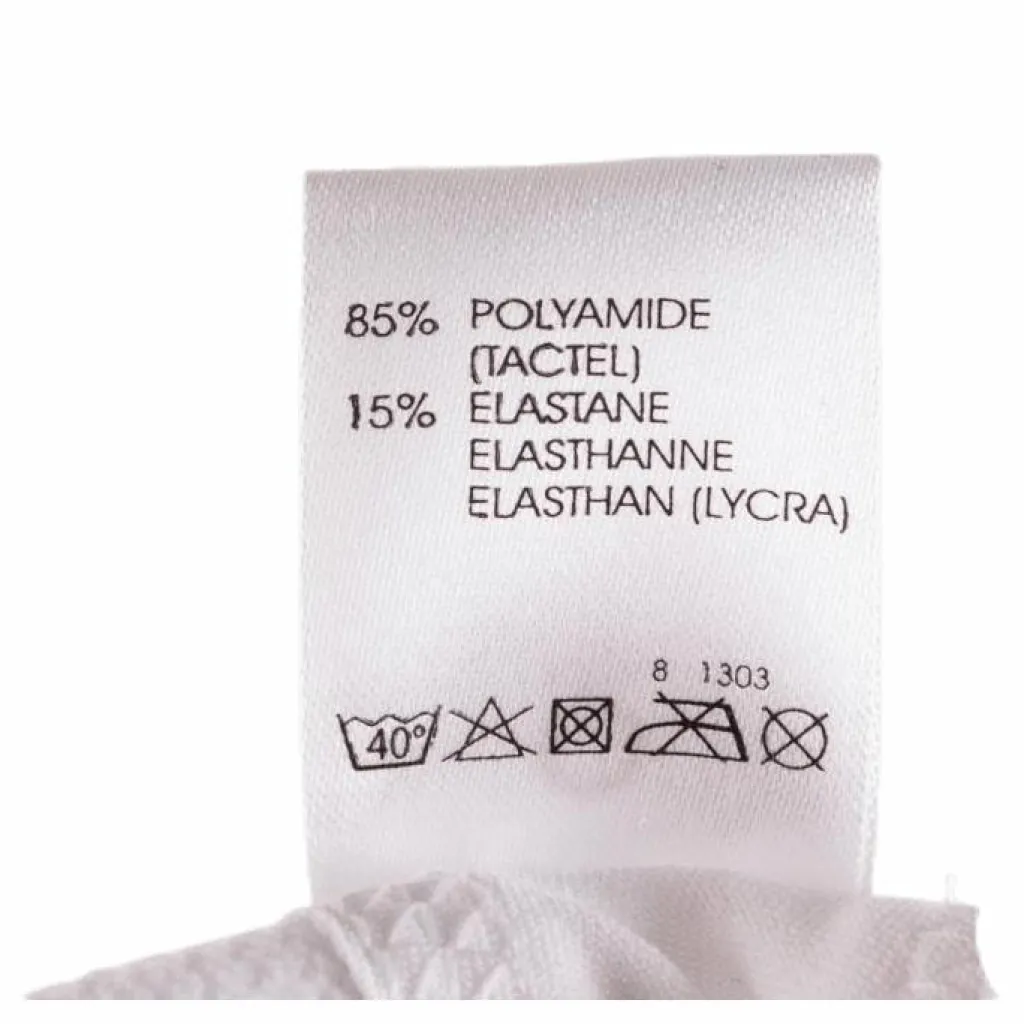 85% POLYAMIDE
(TACTEL)
15% ELASTANE
ELASTHANNE
ELASTHAN (LYCRA)
8 1303
40°